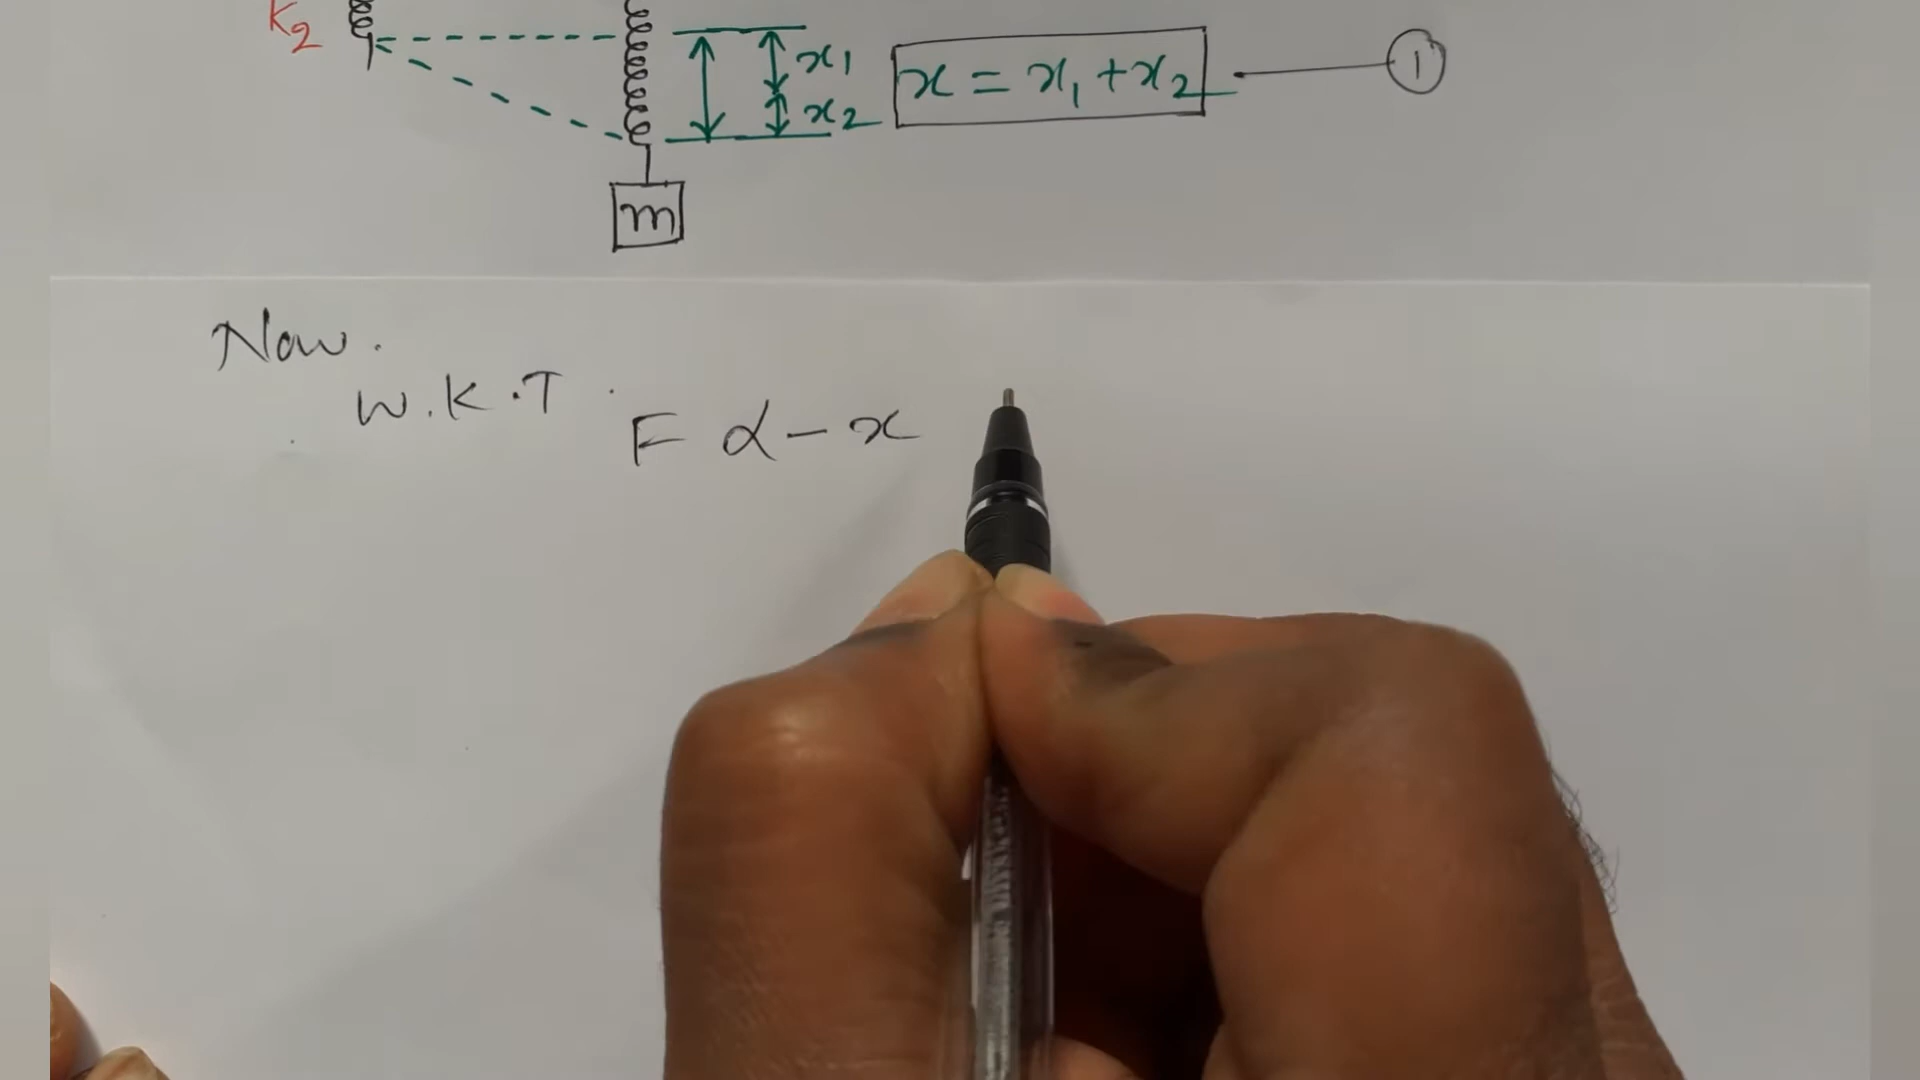 K2
x1
x = x1 + x2
1
x2
m
Now.
W.K.T.
F α - x